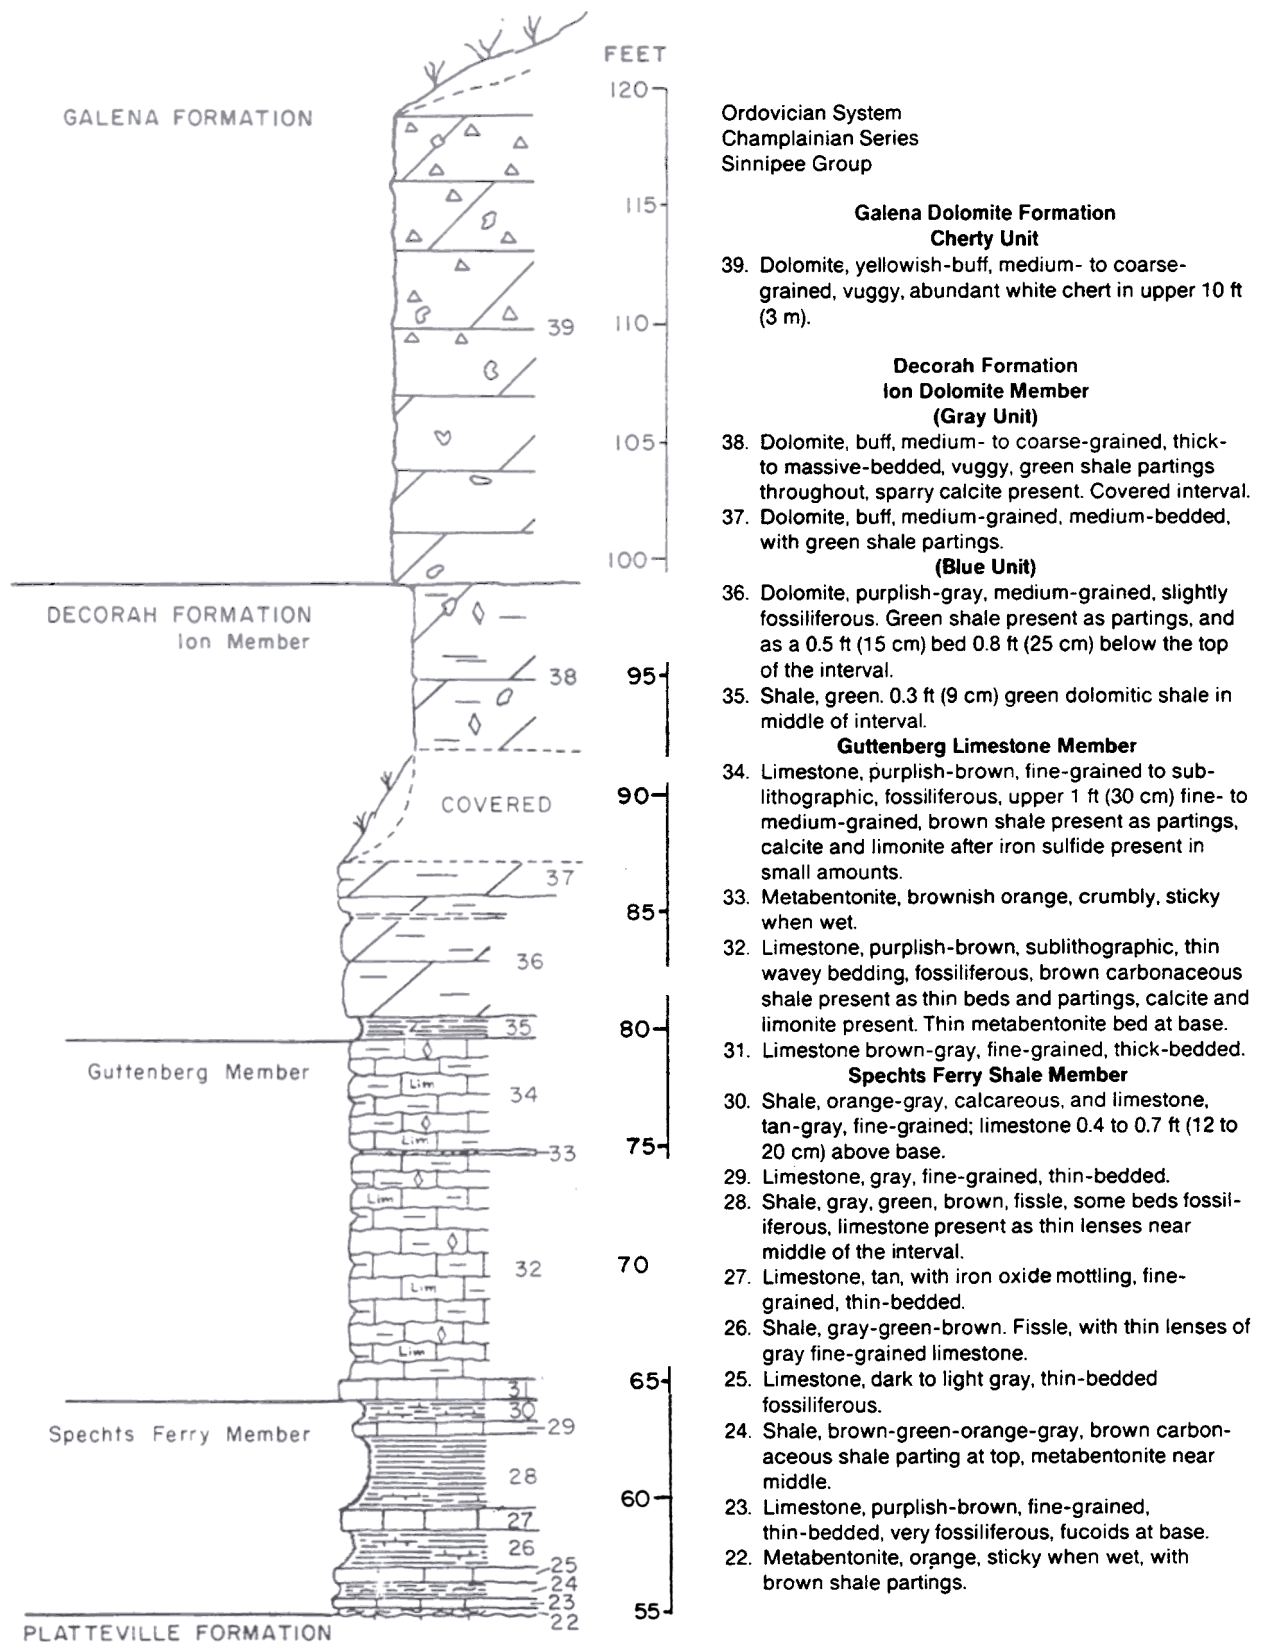 FEET
120
GALENA FORMATION
115
110
39
105
100
DECORAH FORMATION
Ion Member
95
38
90
COVERED
37
85
36
80
35
Guttenberg Member
Lim
34
Lim
75
33
Lim
70
32
Lim
Lim
65
31
30
Spechts Ferry Member
29
28
60
27
26
25
24
23
55
22
PLATTEVILLE FORMATION
Ordovician System
Champlainian Series
Sinnipee Group
Galena Dolomite Formation
Cherty Unit
39. Dolomite, yellowish-buff, medium- to coarse-
grained, vuggy, abundant white chert in upper 10 ft
(3 m).
Decorah Formation
Ion Dolomite Member
(Gray Unit)
38. Dolomite, buff, medium- to coarse-grained, thick-
to massive-bedded, vuggy, green shale partings
throughout, sparry calcite present. Covered interval.
37. Dolomite, buff, medium-grained, medium-bedded,
with green shale partings.
(Blue Unit)
36. Dolomite, purplish-gray, medium-grained, slightly
fossiliferous. Green shale present as partings, and
as a 0.5 ft (15 cm) bed 0.8 ft (25 cm) below the top
of the interval.
35. Shale, green. 0.3 ft (9 cm) green dolomitic shale in
middle of interval.
Guttenberg Limestone Member
34. Limestone, purplish-brown, fine-grained to sub-
lithographic, fossiliferous, upper 1 ft (30 cm) fine- to
medium-grained, brown shale present as partings,
calcite and limonite after iron sulfide present in
small amounts.
33. Metabentonite, brownish orange, crumbly, sticky
when wet.
32. Limestone, purplish-brown, sublithographic, thin
wavey bedding, fossiliferous, brown carbonaceous
shale present as thin beds and partings, calcite and
limonite present. Thin metabentonite bed at base.
31. Limestone brown-gray, fine-grained, thick-bedded.
Spechts Ferry Shale Member
30. Shale, orange-gray, calcareous, and limestone,
tan-gray, fine-grained; limestone 0.4 to 0.7 ft (12 to
20 cm) above base.
29. Limestone, gray, fine-grained, thin-bedded.
28. Shale, gray, green, brown, fissle, some beds fossil-
iferous, limestone present as thin lenses near
middle of the interval.
27. Limestone, tan, with iron oxide mottling, fine-
grained, thin-bedded.
26. Shale, gray-green-brown. Fissle, with thin lenses of
gray fine-grained limestone.
25. Limestone, dark to light gray, thin-bedded
fossiliferous.
24. Shale, brown-green-orange-gray, brown carbon-
aceous shale parting at top, metabentonite near
middle.
23. Limestone, purplish-brown, fine-grained,
thin-bedded, very fossiliferous, fucoids at base.
22. Metabentonite, orange, sticky when wet, with
brown shale partings.